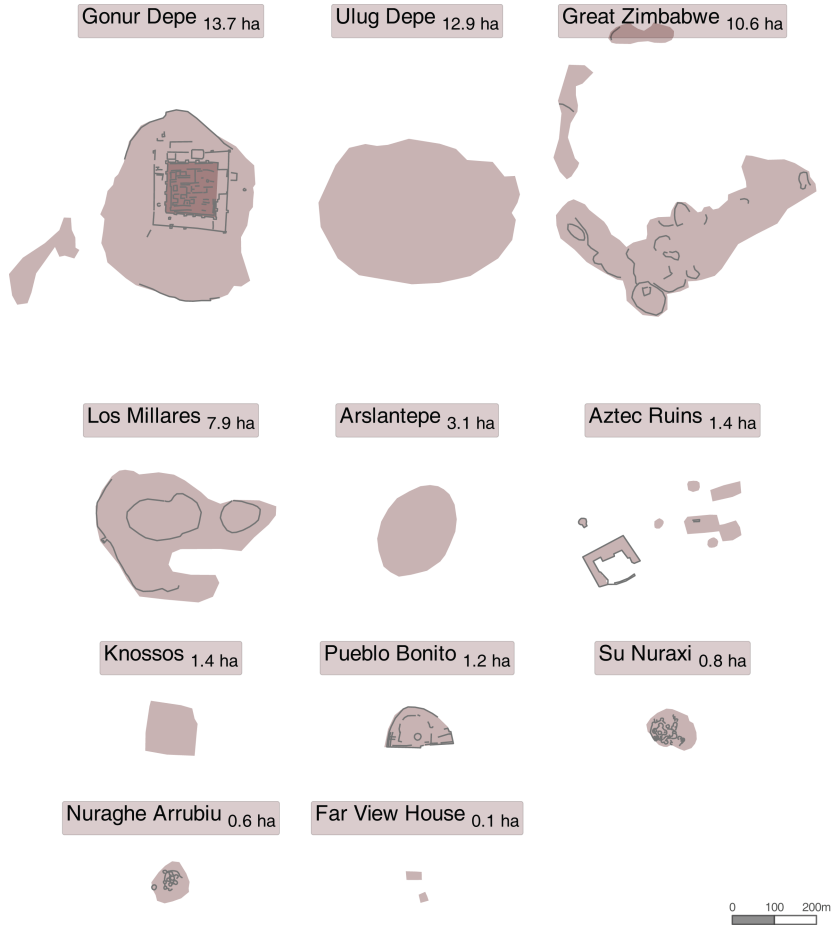 Gonur Depe 13.7 ha
Ulug Depe 12.9 ha
Great Zimbabwe 10.6 ha
Los Millares 7.9 ha
Arslantepe 3.1 ha
Aztec Ruins 1.4 ha
Knossos 1.4 ha
Pueblo Bonito 1.2 ha
Su Nuraxi 0.8 ha
Nuraghe Arrubiu 0.6 ha
Far View House 0.1 ha
0 100 200m